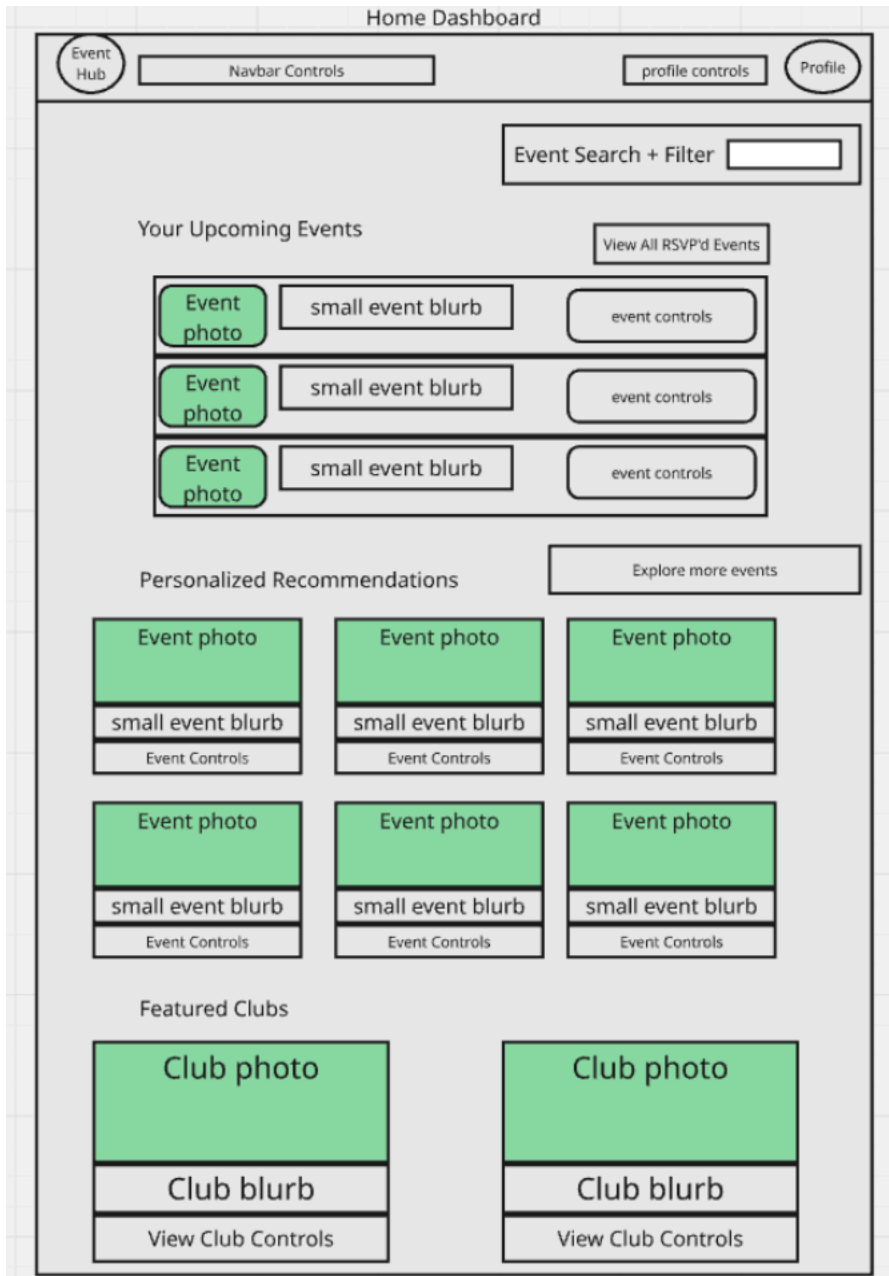 Home Dashboard
Event
Hub
Navbar Controls
profile controls
Profile
Event Search + Filter
Your Upcoming Events
View All RSVP'd Events
Event
photo
small event blurb
event controls
Event
photo
small event blurb
event controls
Event
photo
small event blurb
event controls
Personalized Recommendations
Explore more events
Event photo
Event photo
Event photo
small event blurb
small event blurb
small event blurb
Event Controls
Event Controls
Event Controls
Event photo
Event photo
Event photo
small event blurb
small event blurb
small event blurb
Event Controls
Event Controls
Event Controls
Featured Clubs
Club photo
Club photo
Club blurb
Club blurb
View Club Controls
View Club Controls